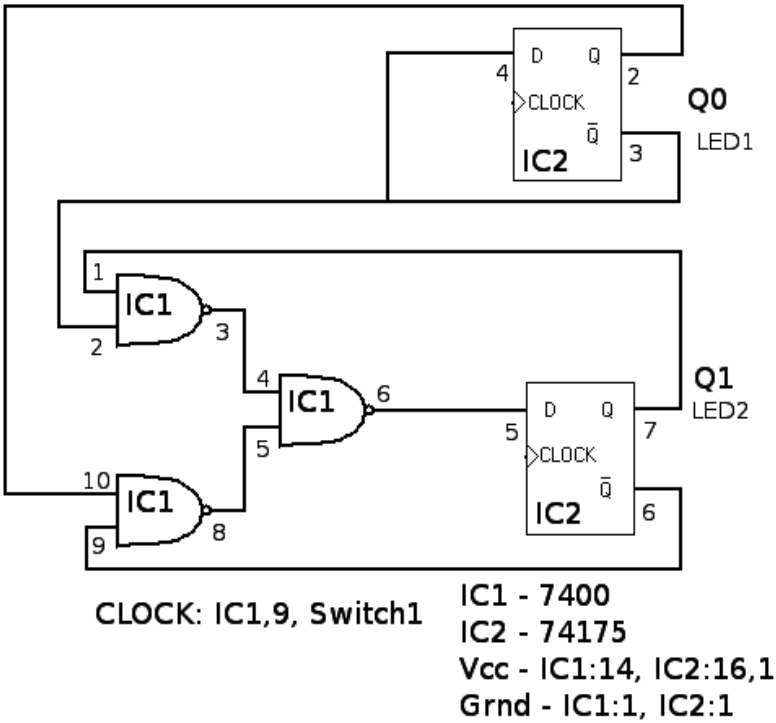 D Q
4
2
CLOCK
Q0
Q̅
IC2
3
LED1
1
IC1
3
2
4
IC1
6
5
Q1
D Q
LED2
5
7
CLOCK
10
IC1
Q̅
8
9
IC2
6
CLOCK: IC1,9, Switch1
IC1 - 7400
IC2 - 74175
Vcc - IC1:14, IC2:16,1
Grnd - IC1:1, IC2:1